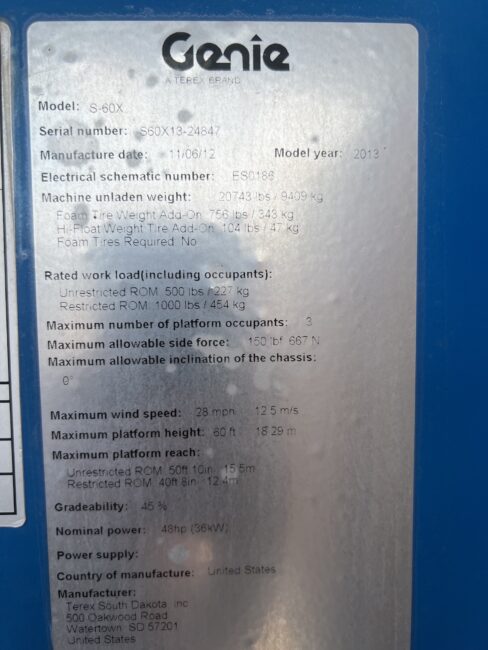 Genie
A TEREX BRAND
Model: S-60X
Serial number: S60X13-24847
Manufacture date: 11/06/12 Model year: 2013
Electrical schematic number: ES0186
Machine unladen weight: 20743 lbs / 9409 kg
Foam Tire Weight Add-On: 756 lbs / 343 kg
Hi-Float Weight Tire Add-On: 104 lbs / 47 kg
Foam Tires Required: No
Rated work load(including occupants):
Unrestricted ROM: 500 lbs / 227 kg
Restricted ROM: 1000 lbs / 454 kg
Maximum number of platform occupants: 3
Maximum allowable side force: 150 lbf 667 N
Maximum allowable inclination of the chassis:
0°
Maximum wind speed: 28 mph 12.5 m/s
Maximum platform height: 60 ft 18.29 m
Maximum platform reach:
Unrestricted ROM: 50ft 10in 15.5m
Restricted ROM: 40ft 8in 12.4m
Gradeability: 45 %
Nominal power: 48hp (36kW)
Power supply:
Country of manufacture: United States
Manufacturer:
Terex South Dakota, Inc
500 Oakwood Road
Watertown, SD 57201
United States